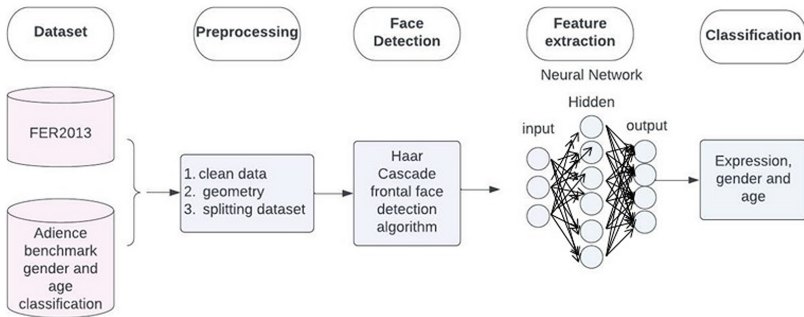 Dataset
Preprocessing
Face
Detection
Feature
extraction
Classification
FER2013
Adience
benchmark
gender and
age
classification
1. clean data
2. geometry
3. splitting dataset
Haar
Cascade
frontal face
detection
algorithm
Neural Network
Hidden
input
output
Expression,
gender and
age